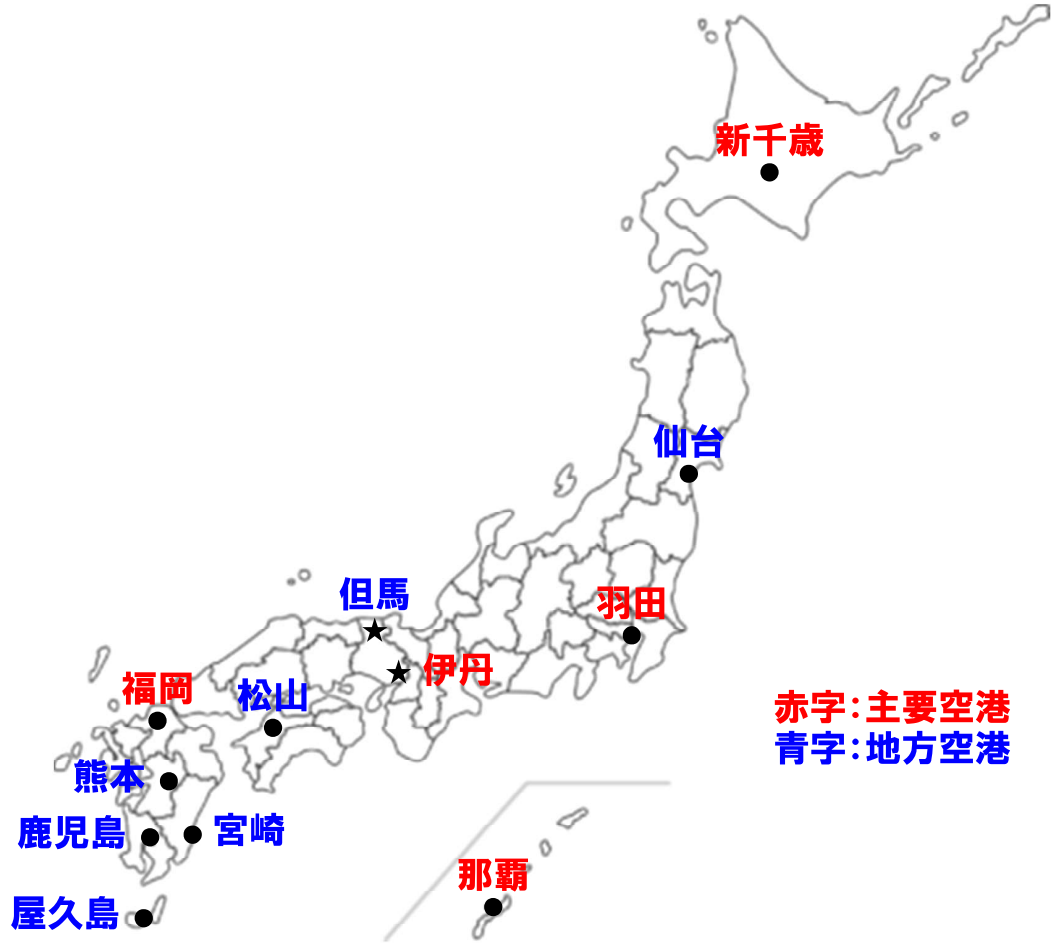 新千歳
仙台
但馬
羽田
伊丹
福岡
松山
赤字：主要空港
青字：地方空港
熊本
鹿児島
宮崎
那覇
屋久島